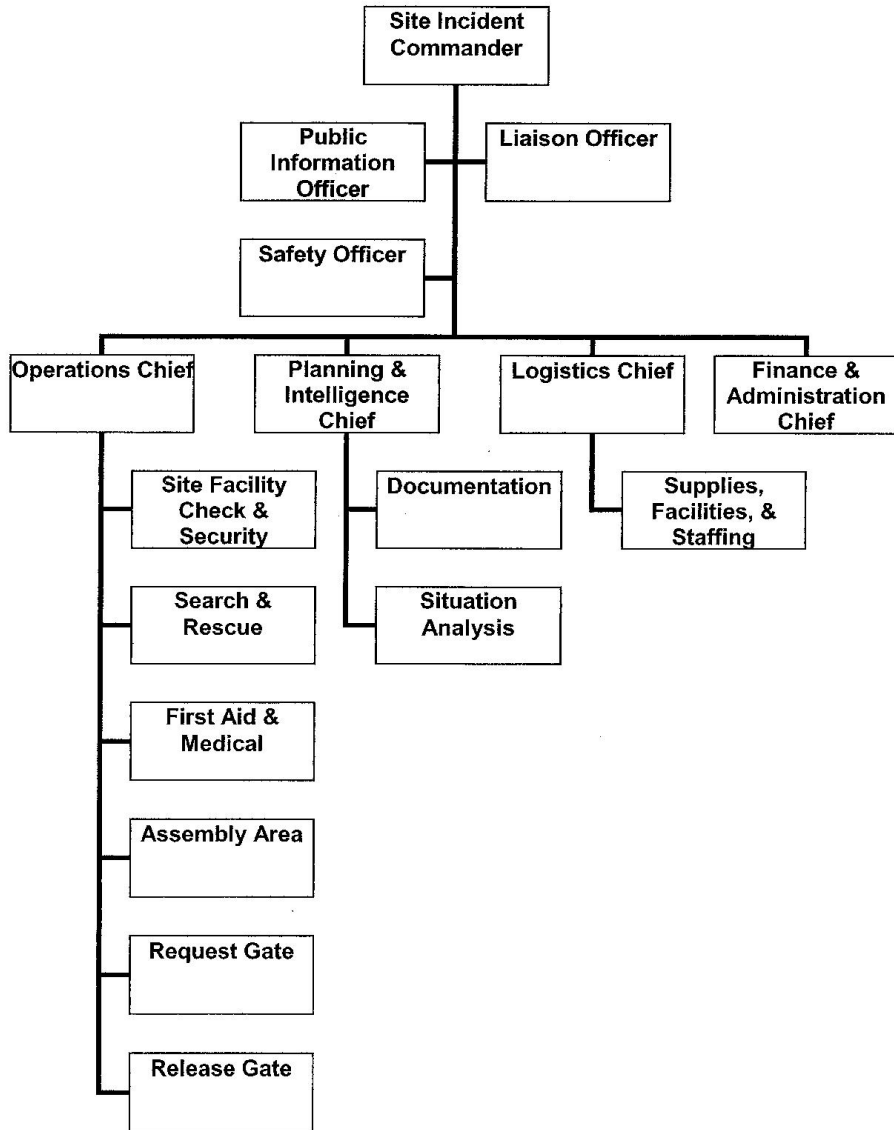 Site Incident
Commander
Public
Information
Officer
Liaison Officer
Safety Officer
Operations Chief
Planning &
Intelligence
Chief
Logistics Chief
Finance &
Administration
Chief
Site Facility
Check &
Security
Documentation
Supplies,
Facilities, &
Staffing
Search &
Rescue
Situation
Analysis
First Aid &
Medical
Assembly Area
Request Gate
Release Gate